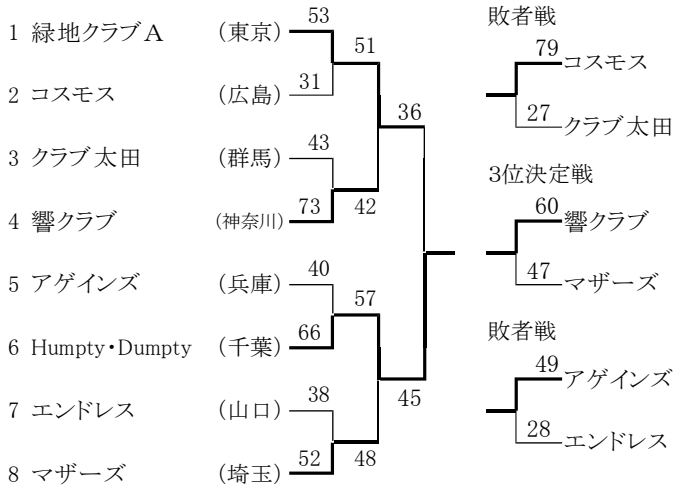 1 緑地クラブA (東京) 53
2 コスモス (広島) 31
51
3 クラブ太田 (群馬) 43
4 響クラブ (神奈川) 73
42
36
5 アゲインズ (兵庫) 40
6 Humpty・Dumpty (千葉) 66
57
7 エンドレス (山口) 38
8 マザーズ (埼玉) 52
48
45
敗者戦
79 コスモス
27 クラブ太田
3位決定戦
60 響クラブ
47 マザーズ
敗者戦
49 アゲインズ
28 エンドレス